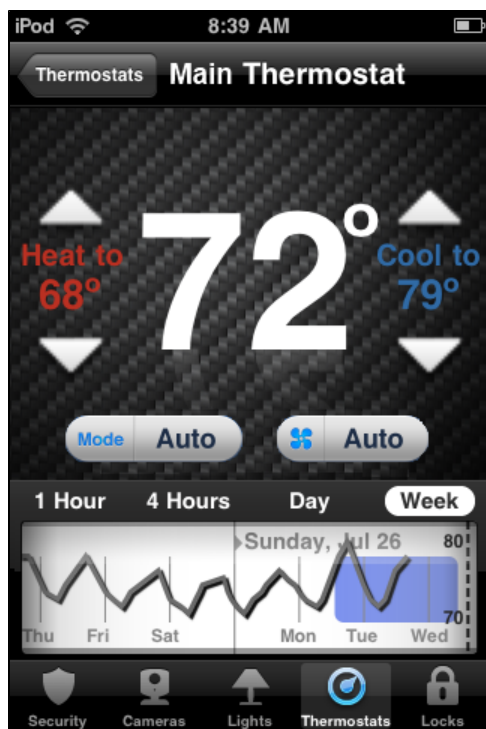 iPod 8:39 AM
Thermostats Main Thermostat
72°
Heat to
68°
Cool to
79°
Mode Auto
Auto
1 Hour 4 Hours Day Week
Sunday, Jul 26 80
70
Thu Fri Sat Mon Tue Wed
Security Cameras Lights Thermostats Locks